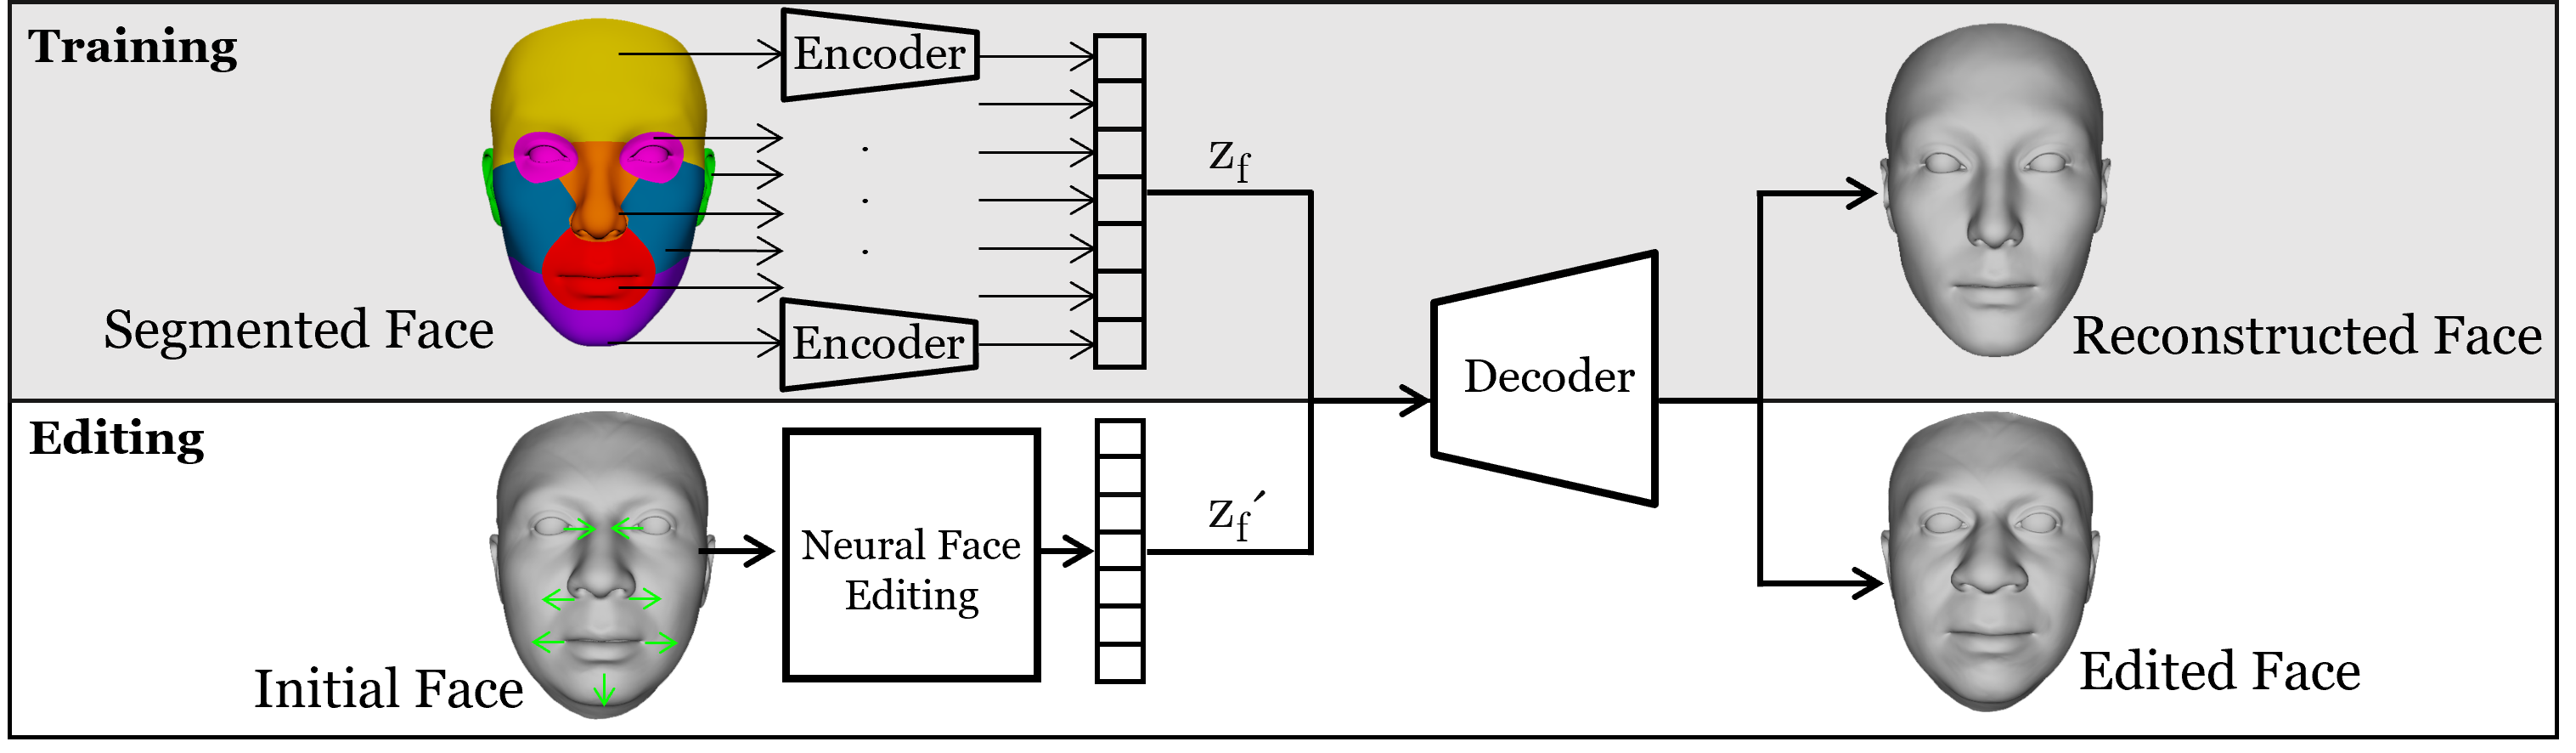 Training
Encoder
.
.
.
Encoder
Segmented Face
z_f
Reconstructed Face
Decoder
Editing
Neural Face
Editing
z_f´
Initial Face
Edited Face